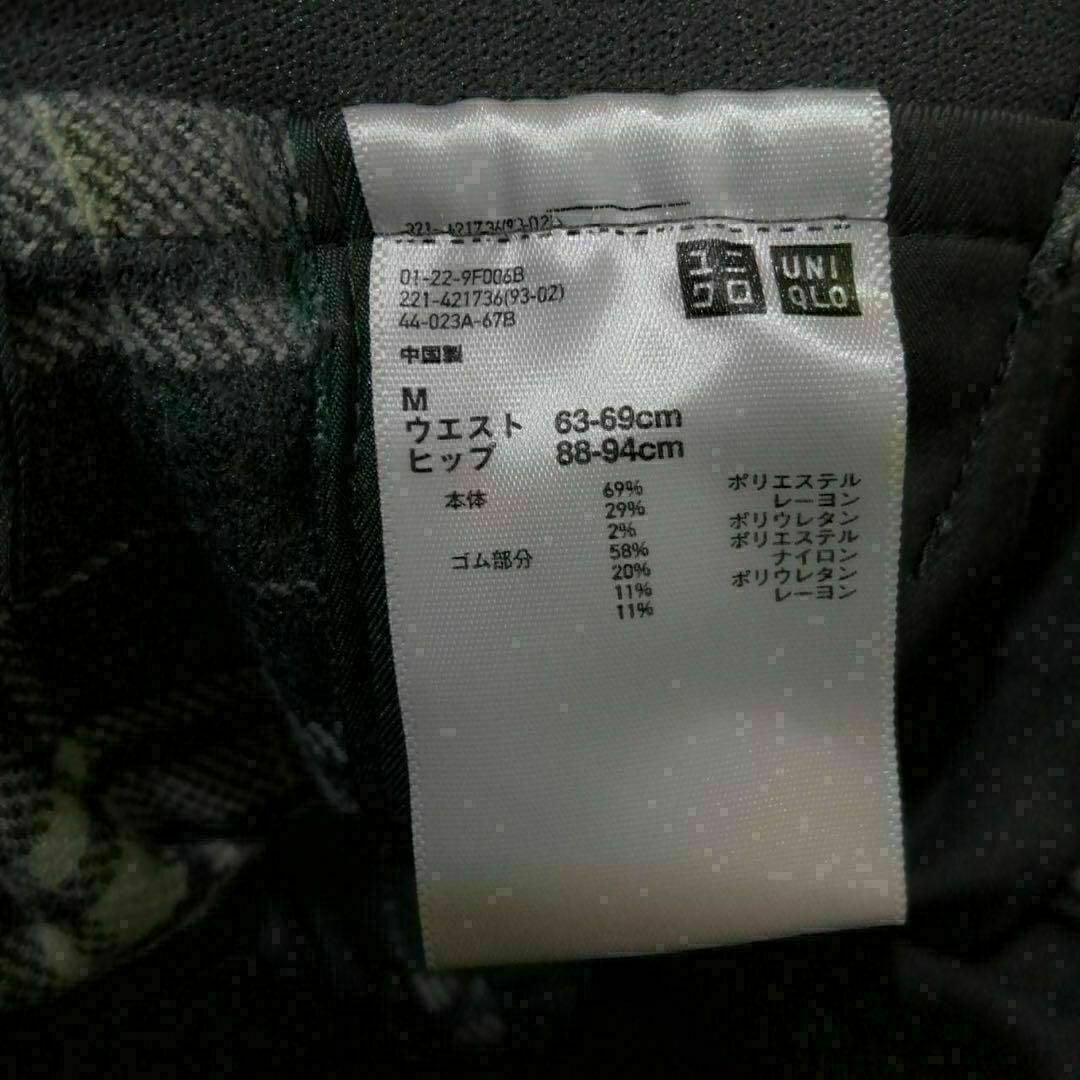 221-421736(93-02)
ユニ
クロ
UNI
QLO
01-22-9F006B
221-421736(93-02)
44-023A-67B
中国製
M
ウエスト 63-69cm
ヒップ 88-94cm
本体 69% ポリエステル
29% レーヨン
2% ポリウレタン
ゴム部分 58% ポリエステル
20% ナイロン
11% ポリウレタン
11% レーヨン